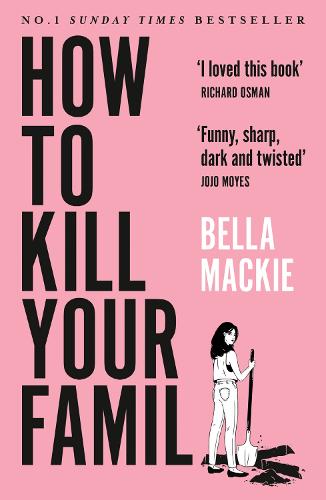 NO.1 SUNDAY TIMES BESTSELLER
HOW
TO
KILL
YOUR
FAMIL
'I loved this book'
RICHARD OSMAN
'Funny, sharp,
dark and twisted'
JOJO MOYES
BELLA
MACKIE